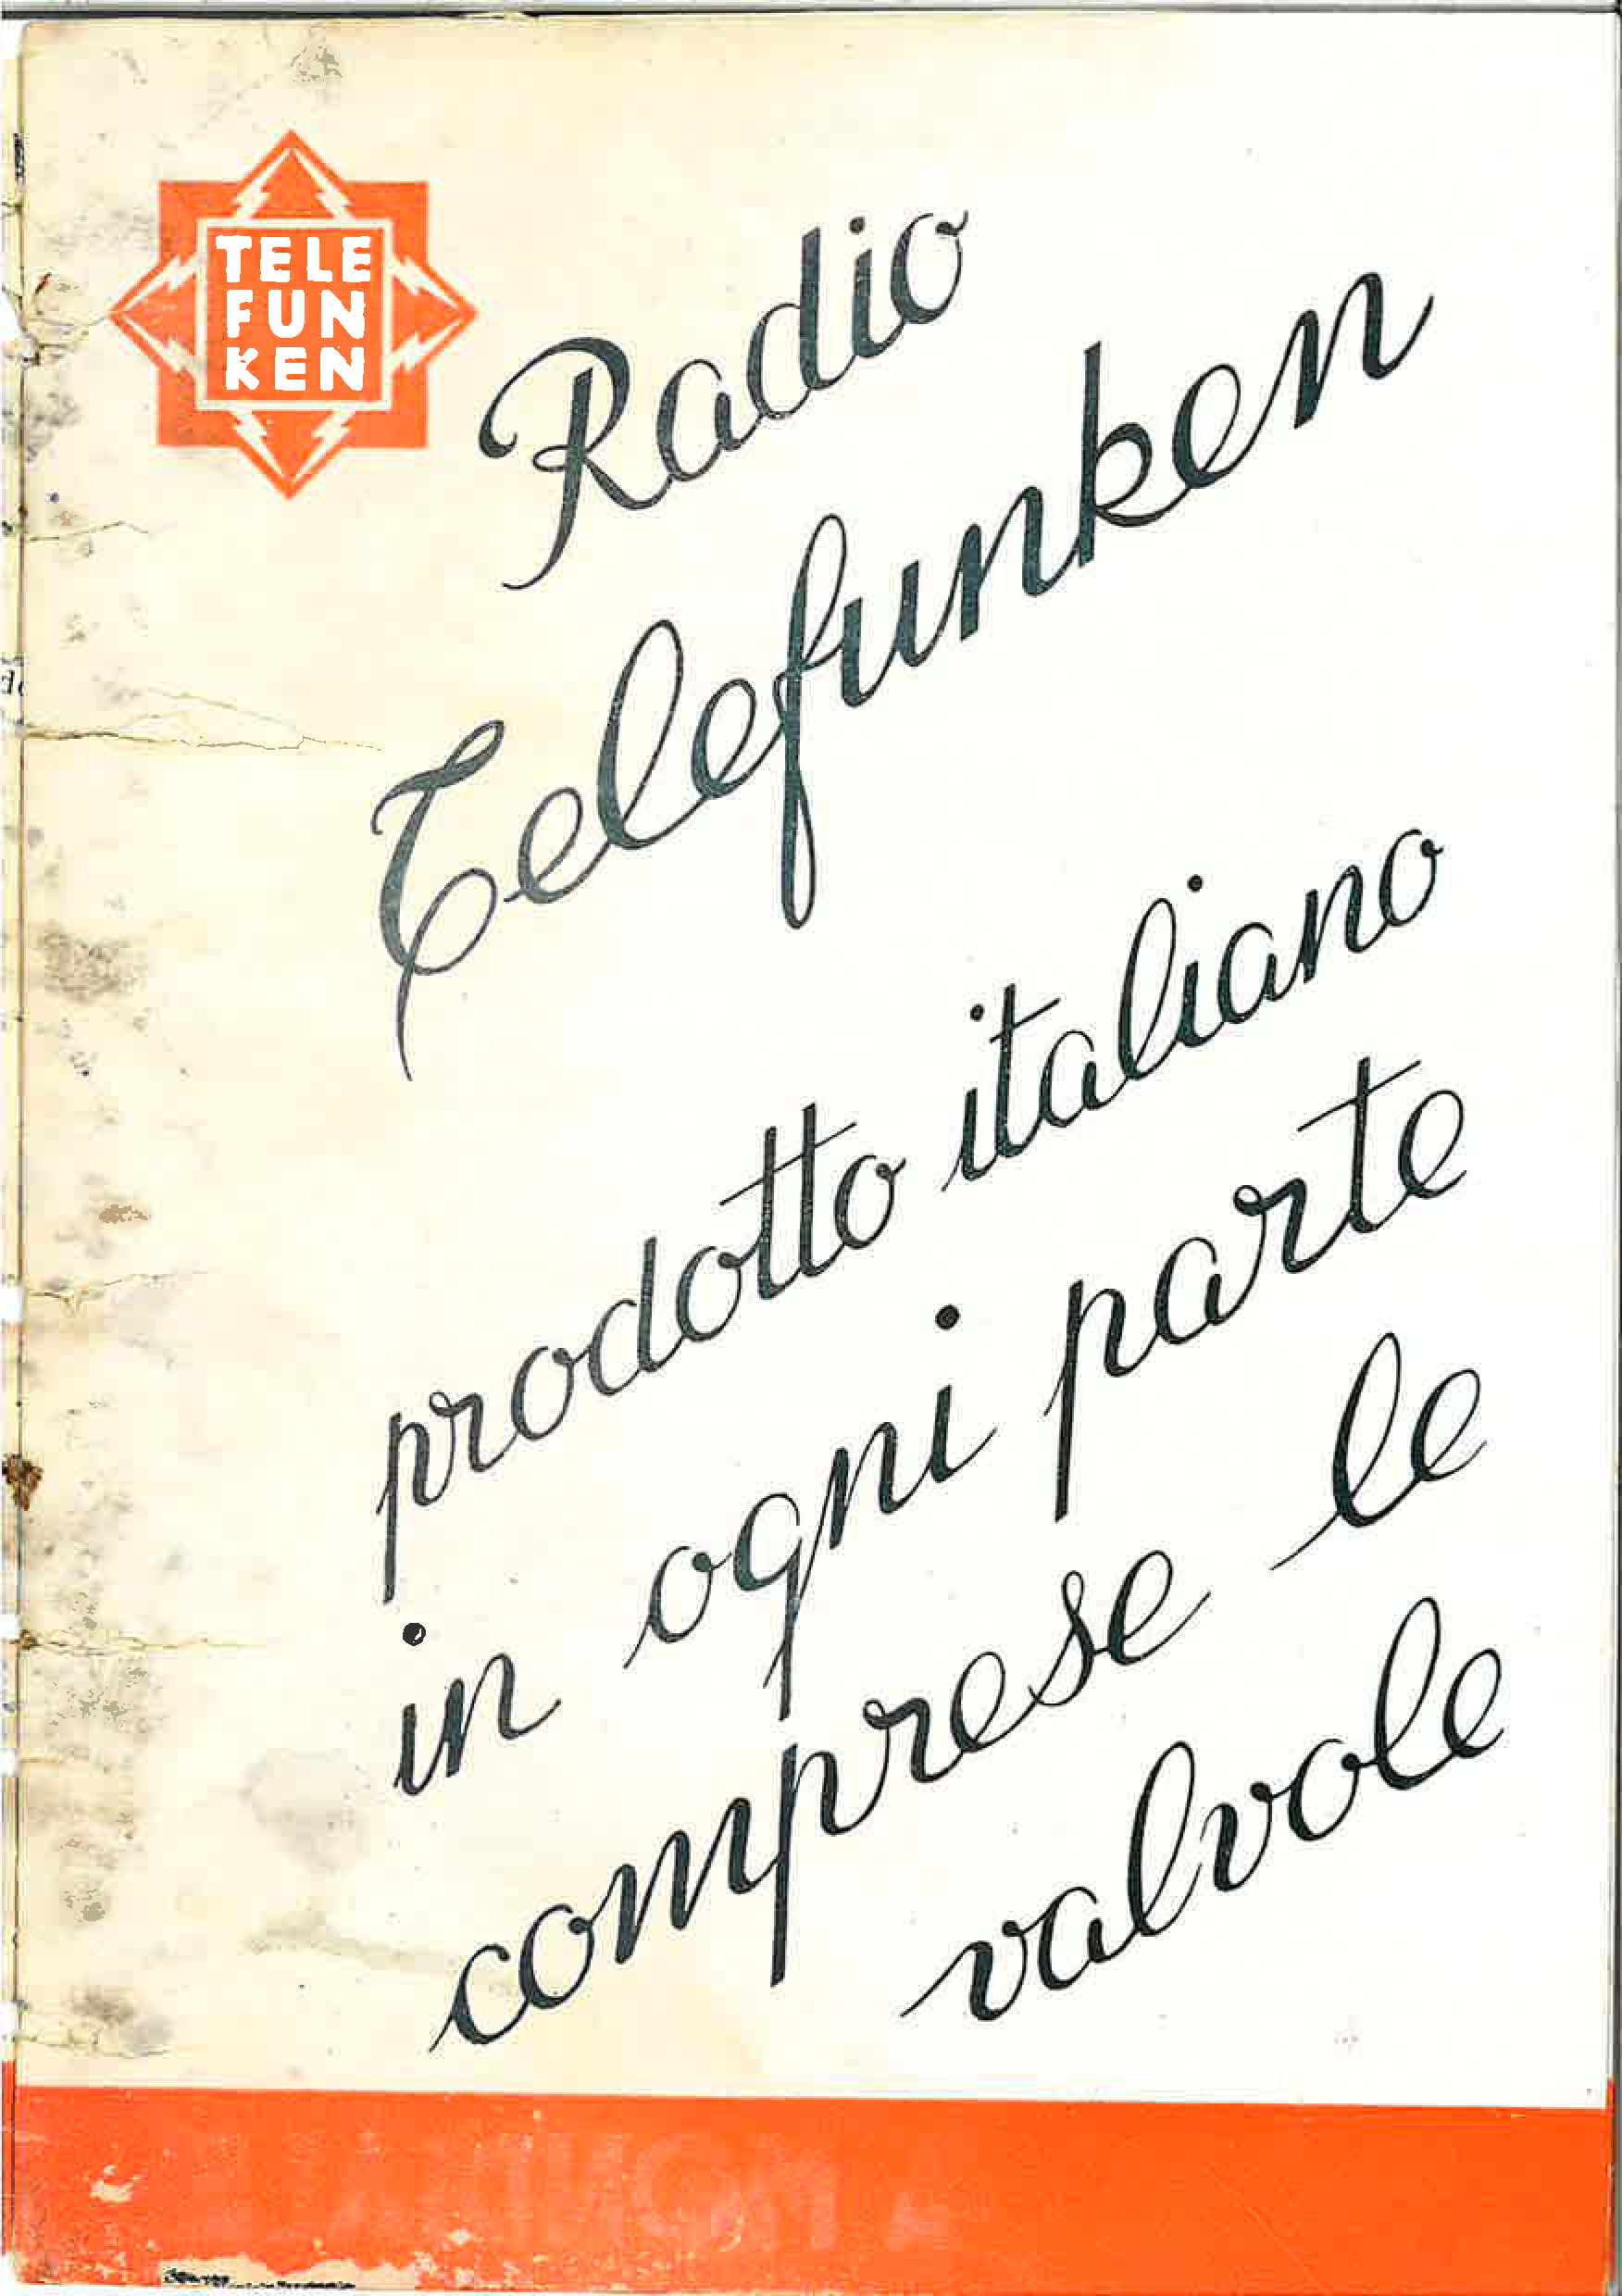 TELE
FUN
KEN
Radio
Telefunken
prodotto italiano
in ogni parte
comprese le
valvole